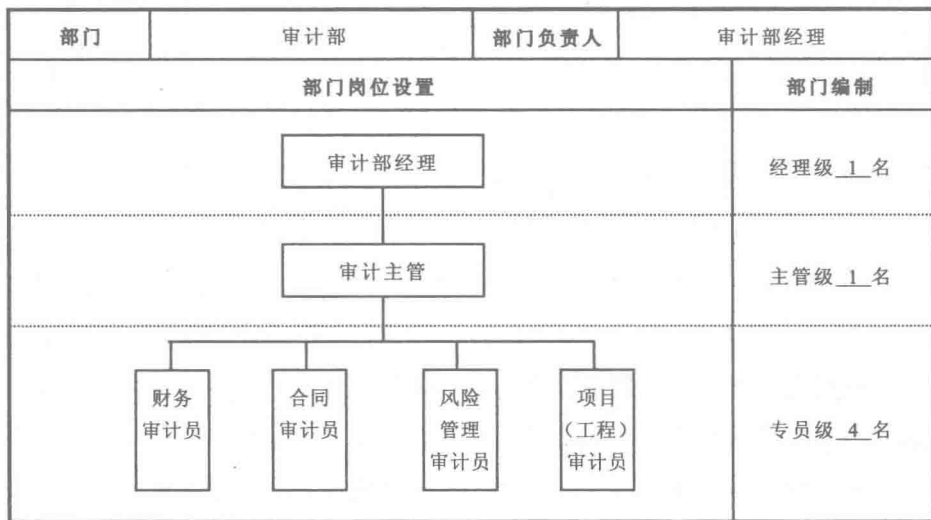 部门 审计部 部门负责人 审计部经理
部门岗位设置 部门编制
审计部经理 经理级 1 名
审计主管 主管级 1 名
财务
审计员
合同
审计员
风险
管理
审计员
项目
（工程）
审计员
专员级 4 名